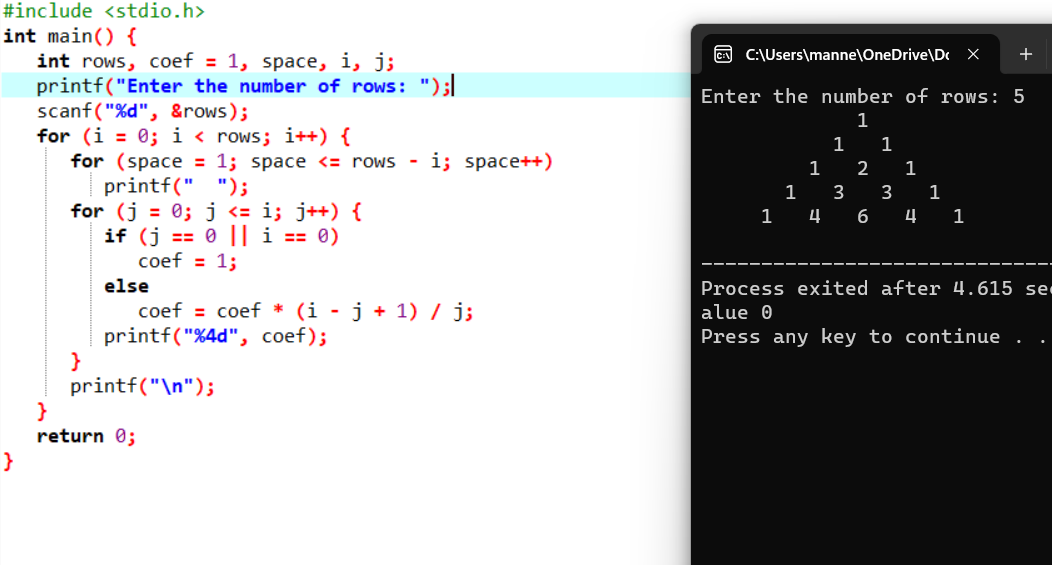 #include <stdio.h>
int main() {
   int rows, coef = 1, space, i, j;
   printf("Enter the number of rows: ");
   scanf("%d", &rows);
   for (i = 0; i < rows; i++) {
      for (space = 1; space <= rows - i; space++)
         printf("  ");
      for (j = 0; j <= i; j++) {
         if (j == 0 || i == 0)
            coef = 1;
         else
            coef = coef * (i - j + 1) / j;
         printf("%4d", coef);
      }
      printf("\n");
   }
   return 0;
}
C:\Users\manne\OneDrive\Dc × +
Enter the number of rows: 5
             1
           1   1
         1   2   1
       1   3   3   1
     1   4   6   4   1
-----------------------------
Process exited after 4.615 sec
alue 0
Press any key to continue . .